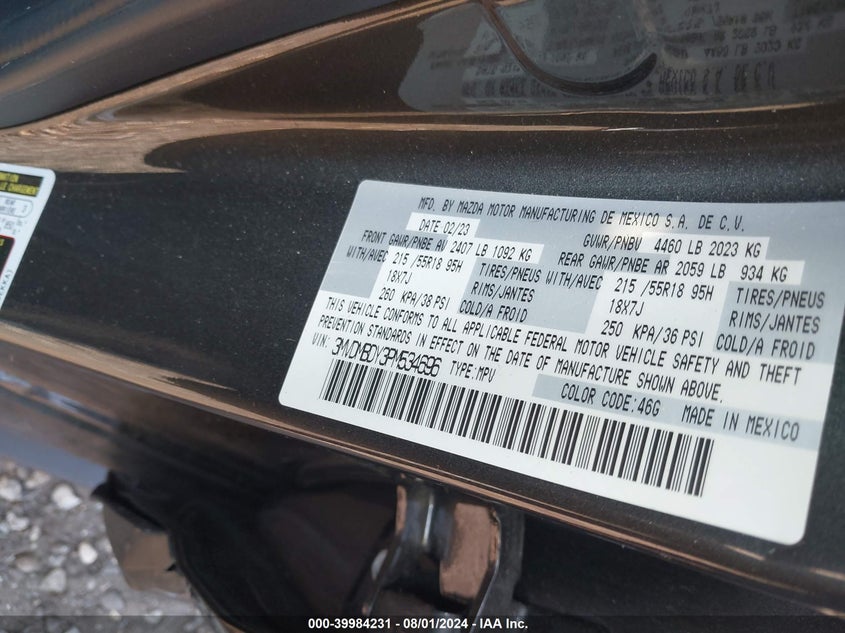 MFD. BY MAZDA MOTOR MANUFACTURING DE MEXICO S.A. DE C.V.
DATE 02/23 GVWR/PNBV 4460 LB 2023 KG
FRONT GAWR/PNBE AV 2407 LB 1092 KG REAR GAWR/PNBE AR 2059 LB 934 KG
WITH/AVEC 215 /55R18 95H TIRES/PNEUS WITH/AVEC 215 /55R18 95H TIRES/PNEUS
18X7J RIMS/JANTES 18X7J RIMS/JANTES
260 KPA/38 PSI COLD/A FROID 250 KPA/36 PSI COLD/A FROID
THIS VEHICLE CONFORMS TO ALL APPLICABLE FEDERAL MOTOR VEHICLE SAFETY AND THEFT
PREVENTION STANDARDS IN EFFECT ON THE DATE OF MANUFACTURE SHOWN ABOVE.
VIN: TYPE:MPV
COLOR CODE:46G MADE IN MEXICO
000-39984231 - 08/01/2024 - IAA Inc.